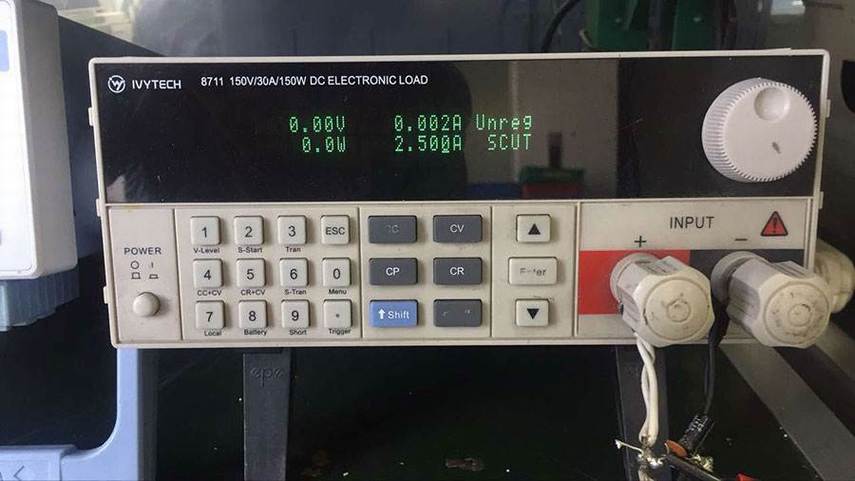 IVYTECH 8711 150V/30A/150W DC ELECTRONIC LOAD
0.00V 0.002A Unreg
0.0W 2.500A SCUT
POWER
1 2 3 ESC
V-Level S-Start Tran
4 5 6 0
CC+CV CR+CV S-Tran Menu
7 8 9 •
Local Battery Short Trigger
CV
CP CR
↑ Shift
▲
▼
INPUT
+ −
epe